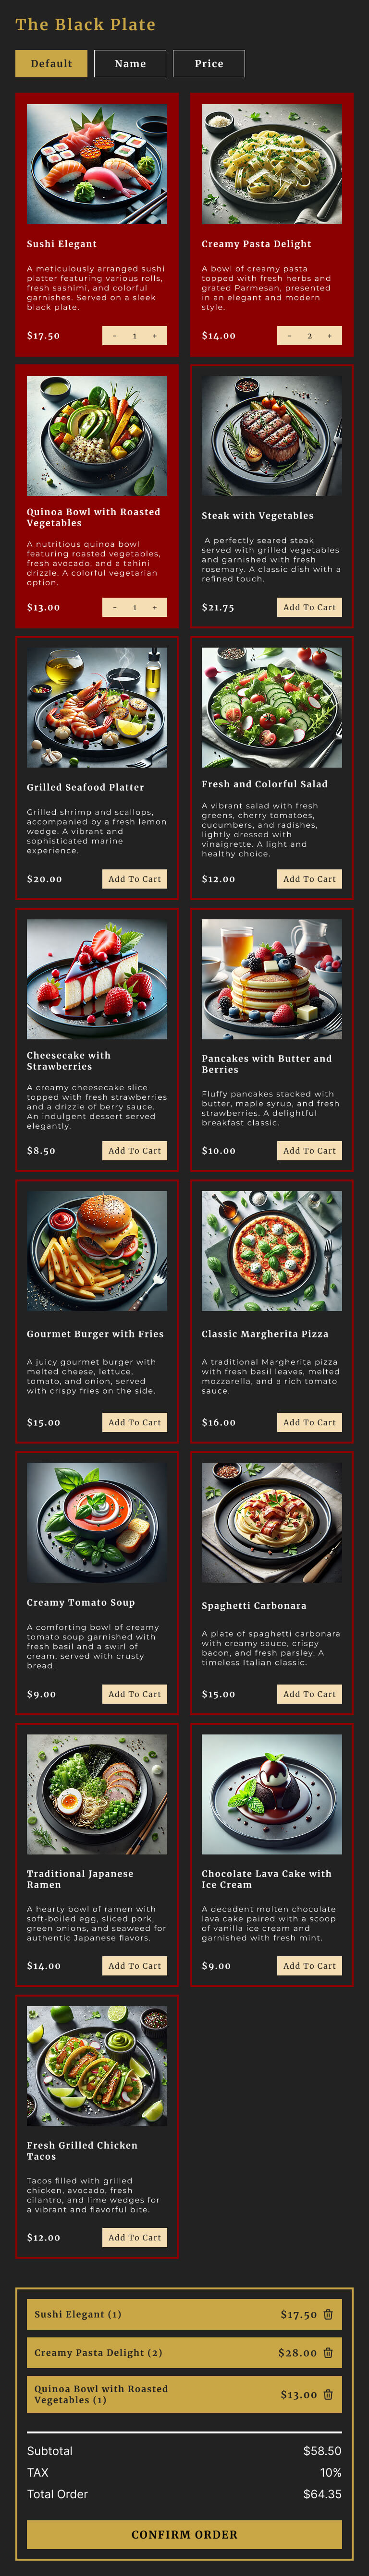 The Black Plate
Default Name Price
Sushi Elegant
A meticulously arranged sushi
platter featuring various rolls,
fresh sashimi, and colorful
garnishes. Served on a sleek
black plate.
$17.50 - 1 +
Creamy Pasta Delight
A bowl of creamy pasta
topped with fresh herbs and
grated Parmesan, presented
in an elegant and modern
style.
$14.00 - 2 +
Quinoa Bowl with Roasted
Vegetables
A nutritious quinoa bowl
featuring roasted vegetables,
fresh avocado, and a tahini
drizzle. A colorful vegetarian
option.
$13.00 - 1 +
Steak with Vegetables
A perfectly seared steak
served with grilled vegetables
and garnished with fresh
rosemary. A classic dish with a
refined touch.
$21.75 Add To Cart
Grilled Seafood Platter
Grilled shrimp and scallops,
accompanied by a fresh lemon
wedge. A vibrant and
sophisticated marine
experience.
$20.00 Add To Cart
Fresh and Colorful Salad
A vibrant salad with fresh
greens, cherry tomatoes,
cucumbers, and radishes,
lightly dressed with
vinaigrette. A light and
healthy choice.
$12.00 Add To Cart
Cheesecake with
Strawberries
A creamy cheesecake slice
topped with fresh strawberries
and a drizzle of berry sauce.
An indulgent dessert served
elegantly.
$8.50 Add To Cart
Pancakes with Butter and
Berries
Fluffy pancakes stacked with
butter, maple syrup, and fresh
strawberries. A delightful
breakfast classic.
$10.00 Add To Cart
Gourmet Burger with Fries
A juicy gourmet burger with
melted cheese, lettuce,
tomato, and onion, served
with crispy fries on the side.
$15.00 Add To Cart
Classic Margherita Pizza
A traditional Margherita pizza
with fresh basil leaves, melted
mozzarella, and a rich tomato
sauce.
$16.00 Add To Cart
Creamy Tomato Soup
A comforting bowl of creamy
tomato soup garnished with
fresh basil and a swirl of
cream, served with crusty
bread.
$9.00 Add To Cart
Spaghetti Carbonara
A plate of spaghetti carbonara
with creamy sauce, crispy
bacon, and fresh parsley. A
timeless Italian classic.
$15.00 Add To Cart
Traditional Japanese
Ramen
A hearty bowl of ramen with
soft-boiled egg, sliced pork,
green onions, and seaweed for
authentic Japanese flavors.
$14.00 Add To Cart
Chocolate Lava Cake with
Ice Cream
A decadent molten chocolate
lava cake paired with a scoop
of vanilla ice cream and
garnished with fresh mint.
$9.00 Add To Cart
Fresh Grilled Chicken
Tacos
Tacos filled with grilled
chicken, avocado, fresh
cilantro, and lime wedges for
a vibrant and flavorful bite.
$12.00 Add To Cart
Sushi Elegant (1) $17.50
Creamy Pasta Delight (2) $28.00
Quinoa Bowl with Roasted
Vegetables (1) $13.00
Subtotal $58.50
TAX 10%
Total Order $64.35
CONFIRM ORDER